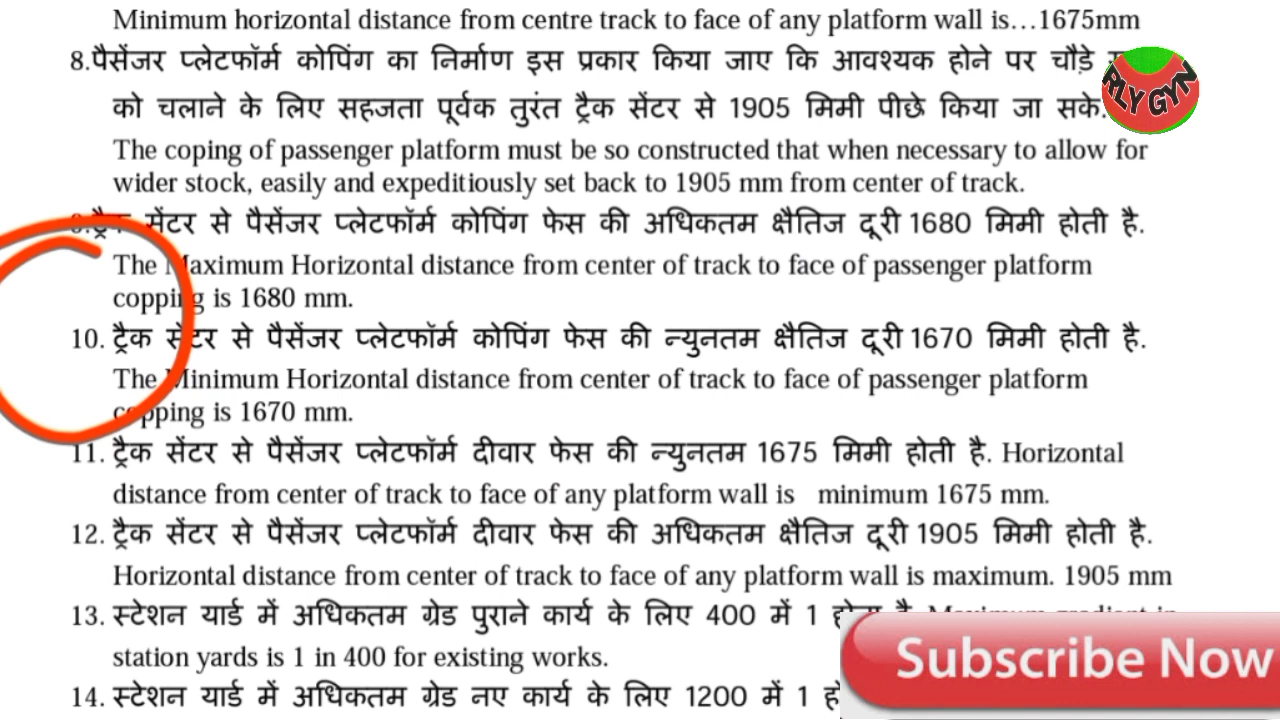 Minimum horizontal distance from centre track to face of any platform wall is…1675mm
8.पैसेंजर प्लेटफॉर्म कोपिंग का निर्माण इस प्रकार किया जाए कि आवश्यक होने पर चौड़े
को चलाने के लिए सहजता पूर्वक तुरंत ट्रैक सेंटर से 1905 मिमी पीछे किया जा सके.
RLY GYN
The coping of passenger platform must be so constructed that when necessary to allow for
wider stock, easily and expeditiously set back to 1905 mm from center of track.
9.ट्रैक सेंटर से पैसेंजर प्लेटफॉर्म कोपिंग फेस की अधिकतम क्षैतिज दूरी 1680 मिमी होती है.
The Maximum Horizontal distance from center of track to face of passenger platform
copping is 1680 mm.
10. ट्रैक सेंटर से पैसेंजर प्लेटफॉर्म कोपिंग फेस की न्युनतम क्षैतिज दूरी 1670 मिमी होती है.
The Minimum Horizontal distance from center of track to face of passenger platform
copping is 1670 mm.
11. ट्रैक सेंटर से पैसेंजर प्लेटफॉर्म दीवार फेस की न्युनतम 1675 मिमी होती है. Horizontal
distance from center of track to face of any platform wall is minimum 1675 mm.
12. ट्रैक सेंटर से पैसेंजर प्लेटफॉर्म दीवार फेस की अधिकतम क्षैतिज दूरी 1905 मिमी होती है.
Horizontal distance from center of track to face of any platform wall is maximum. 1905 mm
13. स्टेशन यार्ड में अधिकतम ग्रेड पुराने कार्य के लिए 400 में 1 होता है. Maximum gradient in
station yards is 1 in 400 for existing works.
Subscribe Now
14. स्टेशन यार्ड में अधिकतम ग्रेड नए कार्य के लिए 1200 में 1